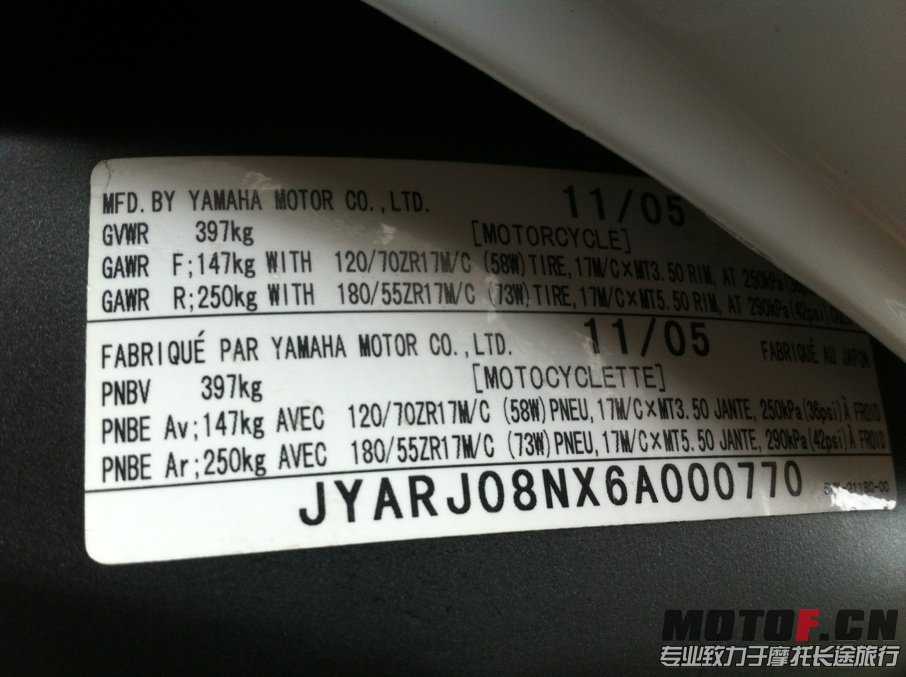 MFD. BY YAMAHA MOTOR CO.,LTD. 11/05
GVWR 397kg [MOTORCYCLE]
GAWR F;147kg WITH 120/70ZR17M/C (58W)TIRE,17M/C×MT3.50 RIM, AT 250kPa(36
GAWR R;250kg WITH 180/55ZR17M/C (73W)TIRE,17M/C×MT5.50 RIM, AT 290kPa(42psi)
FABRIQUÉ PAR YAMAHA MOTOR CO.,LTD. 11/05 FABRIQUÉ AU JAPON
PNBV 397kg [MOTOCYCLETTE]
PNBE Av;147kg AVEC 120/70ZR17M/C (58W)PNEU,17M/C×MT3.50 JANTE, 250kPa(36psi)À FROID
PNBE Ar;250kg AVEC 180/55ZR17M/C (73W)PNEU,17M/C×MT5.50 JANTE, 290kPa(42psi)À FROID
JYARJ08NX6A000770
MOTOF.CN
专业致力于摩托长途旅行